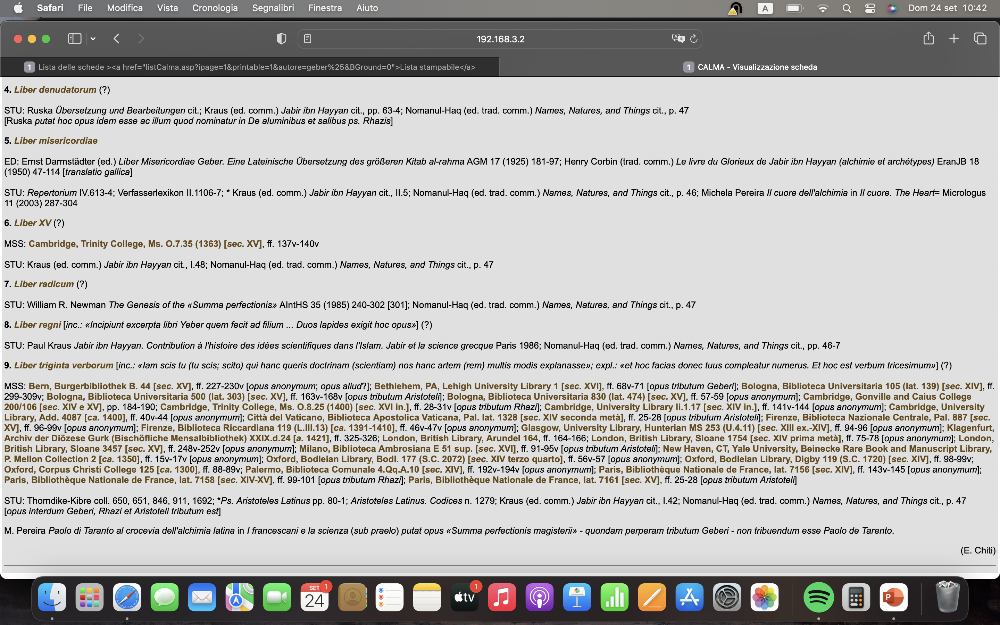 Safari File Modifica Vista Cronologia Segnalibri Finestra Aiuto A Dom 24 set 10:42
192.168.3.2
1 Lista delle schede ><a href="listCalma.asp?ipage=1&printable=1&autore=geber%25&BGround=0">Lista stampabile</a> 1 CALMA - Visualizzazione scheda
4. Liber denudatorum (?)
STU: Ruska Übersetzung und Bearbeitungen cit.; Kraus (ed. comm.) Jabir ibn Hayyan cit., pp. 63-4; Nomanul-Haq (ed. trad. comm.) Names, Natures, and Things cit., p. 47
[Ruska putat hoc opus idem esse ac illum quod nominatur in De aluminibus et salibus ps. Rhazis]
5. Liber misericordiae
ED: Ernst Darmstädter (ed.) Liber Misericordiae Geber. Eine Lateinische Übersetzung des größeren Kitab al-rahma AGM 17 (1925) 181-97; Henry Corbin (trad. comm.) Le livre du Glorieux de Jabir ibn Hayyan (alchimie et archétypes) EranJB 18
(1950) 47-114 [translatio gallica]
STU: Repertorium IV.613-4; Verfasserlexikon II.1106-7; * Kraus (ed. comm.) Jabir ibn Hayyan cit., II.5; Nomanul-Haq (ed. trad. comm.) Names, Natures, and Things cit., p. 46; Michela Pereira Il cuore dell'alchimia in Il cuore. The Heart= Micrologus
11 (2003) 287-304
6. Liber XV (?)
MSS: Cambridge, Trinity College, Ms. O.7.35 (1363) [sec. XV], ff. 137v-140v
STU: Kraus (ed. comm.) Jabir ibn Hayyan cit., I.48; Nomanul-Haq (ed. trad. comm.) Names, Natures, and Things cit., p. 47
7. Liber radicum (?)
STU: William R. Newman The Genesis of the «Summa perfectionis» AIntHS 35 (1985) 240-302 [301]; Nomanul-Haq (ed. trad. comm.) Names, Natures, and Things cit., p. 47
8. Liber regni [inc.: «Incipiunt excerpta libri Yeber quem fecit ad filium ... Duos lapides exigit hoc opus»] (?)
STU: Paul Kraus Jabir ibn Hayyan. Contribution à l'histoire des idées scientifiques dans l'Islam. Jabir et la science grecque Paris 1986; Nomanul-Haq (ed. trad. comm.) Names, Natures, and Things cit., pp. 46-7
9. Liber triginta verborum [inc.: «Iam scis tu (tu scis; scito) qui hanc queris doctrinam (scientiam) nos hanc artem (rem) multis modis explanasse»; expl.: «et hoc facias donec tuus compleatur numerus. Et hoc est verbum tricesimum»] (?)
MSS: Bern, Burgerbibliothek B. 44 [sec. XV], ff. 227-230v [opus anonymum; opus aliud?]; Bethlehem, PA, Lehigh University Library 1 [sec. XVI], ff. 68v-71 [opus tributum Geberi]; Bologna, Biblioteca Universitaria 105 (lat. 139) [sec. XIV], ff.
299-309v; Bologna, Biblioteca Universitaria 500 (lat. 303) [sec. XV], ff. 163v-168v [opus tributum Aristoteli]; Bologna, Biblioteca Universitaria 830 (lat. 474) [sec. XV], ff. 57-59 [opus anonymum]; Cambridge, Gonville and Caius College
200/106 [sec. XIV e XV], pp. 184-190; Cambridge, Trinity College, Ms. O.8.25 (1400) [sec. XVI in.], ff. 28-31v [opus tributum Rhazi]; Cambridge, University Library Ii.1.17 [sec. XIV in.], ff. 141v-144 [opus anonymum]; Cambridge, University
Library, Add. 4087 [ca. 1400], ff. 40v-44 [opus anonymum]; Città del Vaticano, Biblioteca Apostolica Vaticana, Pal. lat. 1328 [sec. XIV seconda metà], ff. 25-28 [opus tributum Aristoteli]; Firenze, Biblioteca Nazionale Centrale, Pal. 887 [sec.
XV], ff. 96-99v [opus anonymum]; Firenze, Biblioteca Riccardiana 119 (L.III.13) [ca. 1391-1410], ff. 46v-47v [opus anonymum]; Glasgow, University Library, Hunterian MS 253 (U.4.11) [sec. XIII ex.-XIV], ff. 94-96 [opus anonymum]; Klagenfurt,
Archiv der Diözese Gurk (Bischöfliche Mensalbibliothek) XXIX.d.24 [a. 1421], ff. 325-326; London, British Library, Arundel 164, ff. 164-166; London, British Library, Sloane 1754 [sec. XIV prima metà], ff. 75-78 [opus anonymum]; London,
British Library, Sloane 3457 [sec. XV], ff. 248v-252v [opus anonymum]; Milano, Biblioteca Ambrosiana E 51 sup. [sec. XVI], ff. 91-95v [opus tributum Aristoteli]; New Haven, CT, Yale University, Beinecke Rare Book and Manuscript Library,
P. Mellon Collection 2 [ca. 1350], ff. 15v-17v [opus anonymum]; Oxford, Bodleian Library, Bodl. 177 (S.C. 2072) [sec. XIV terzo quarto], ff. 56v-57 [opus anonymum]; Oxford, Bodleian Library, Digby 119 (S.C. 1720) [sec. XIV], ff. 98-99v;
Oxford, Corpus Christi College 125 [ca. 1300], ff. 88-89v; Palermo, Biblioteca Comunale 4.Qq.A.10 [sec. XIV], ff. 192v-194v [opus anonymum]; Paris, Bibliothèque Nationale de France, lat. 7156 [sec. XIV], ff. 143v-145 [opus anonymum];
Paris, Bibliothèque Nationale de France, lat. 7158 [sec. XIV-XV], ff. 99-101 [opus tributum Rhazi]; Paris, Bibliothèque Nationale de France, lat. 7161 [sec. XV], ff. 25-28 [opus tributum Aristoteli]
STU: Thorndike-Kibre coll. 650, 651, 846, 911, 1692; *Ps. Aristoteles Latinus pp. 80-1; Aristoteles Latinus. Codices n. 1279; Kraus (ed. comm.) Jabir ibn Hayyan cit., I.42; Nomanul-Haq (ed. trad. comm.) Names, Natures, and Things cit., p. 47
[opus interdum Geberi, Rhazi et Aristoteli tributum est]
M. Pereira Paolo di Taranto al crocevia dell'alchimia latina in I francescani e la scienza (sub praelo) putat opus «Summa perfectionis magisterii» - quondam perperam tributum Geberi - non tribuendum esse Paolo de Tarento.
(E. Chiti)
SET 1 1
24 tv P